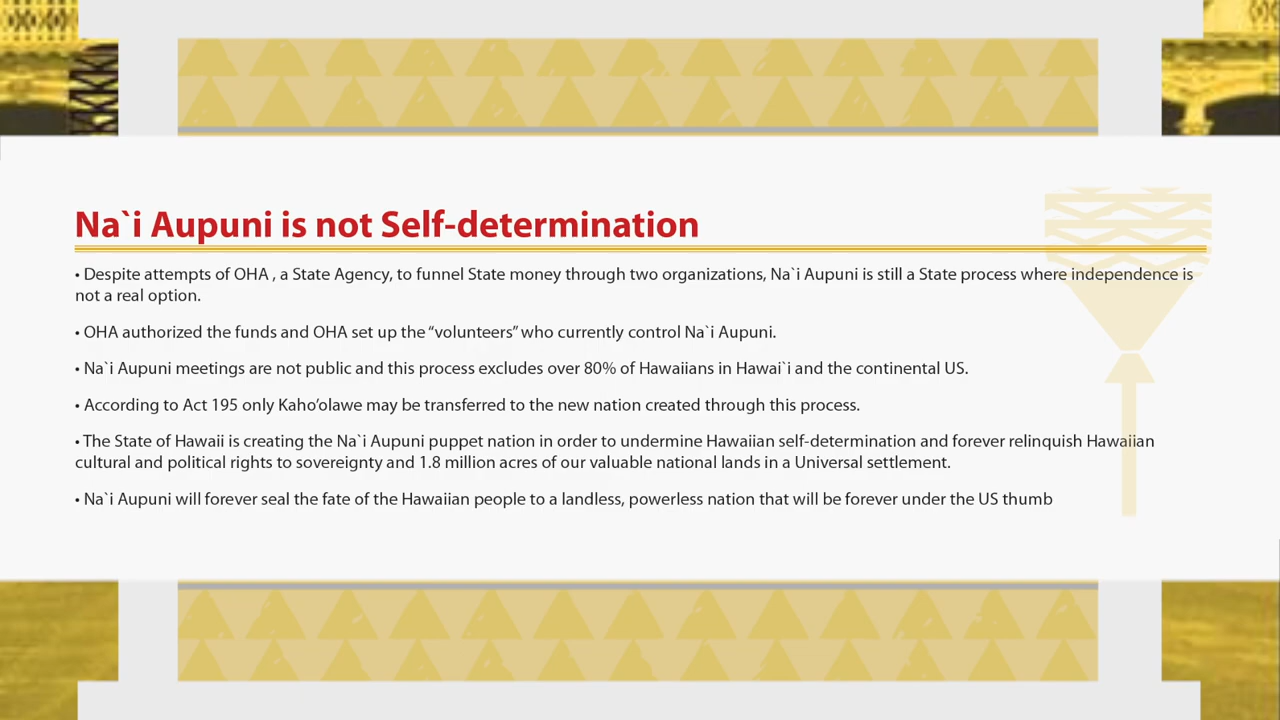 Na`i Aupuni is not Self-determination
• Despite attempts of OHA , a State Agency, to funnel State money through two organizations, Na`i Aupuni is still a State process where independence is
not a real option.
• OHA authorized the funds and OHA set up the “volunteers” who currently control Na`i Aupuni.
• Na`i Aupuni meetings are not public and this process excludes over 80% of Hawaiians in Hawai`i and the continental US.
• According to Act 195 only Kaho’olawe may be transferred to the new nation created through this process.
• The State of Hawaii is creating the Na`i Aupuni puppet nation in order to undermine Hawaiian self-determination and forever relinquish Hawaiian
cultural and political rights to sovereignty and 1.8 million acres of our valuable national lands in a Universal settlement.
• Na`i Aupuni will forever seal the fate of the Hawaiian people to a landless, powerless nation that will be forever under the US thumb